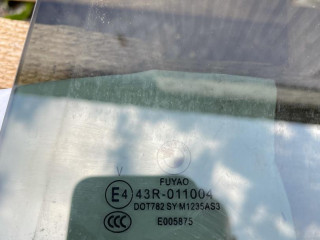 V
FUYAO
E4 43R-011004
DOT782 SY M1235AS3
CCC E005875